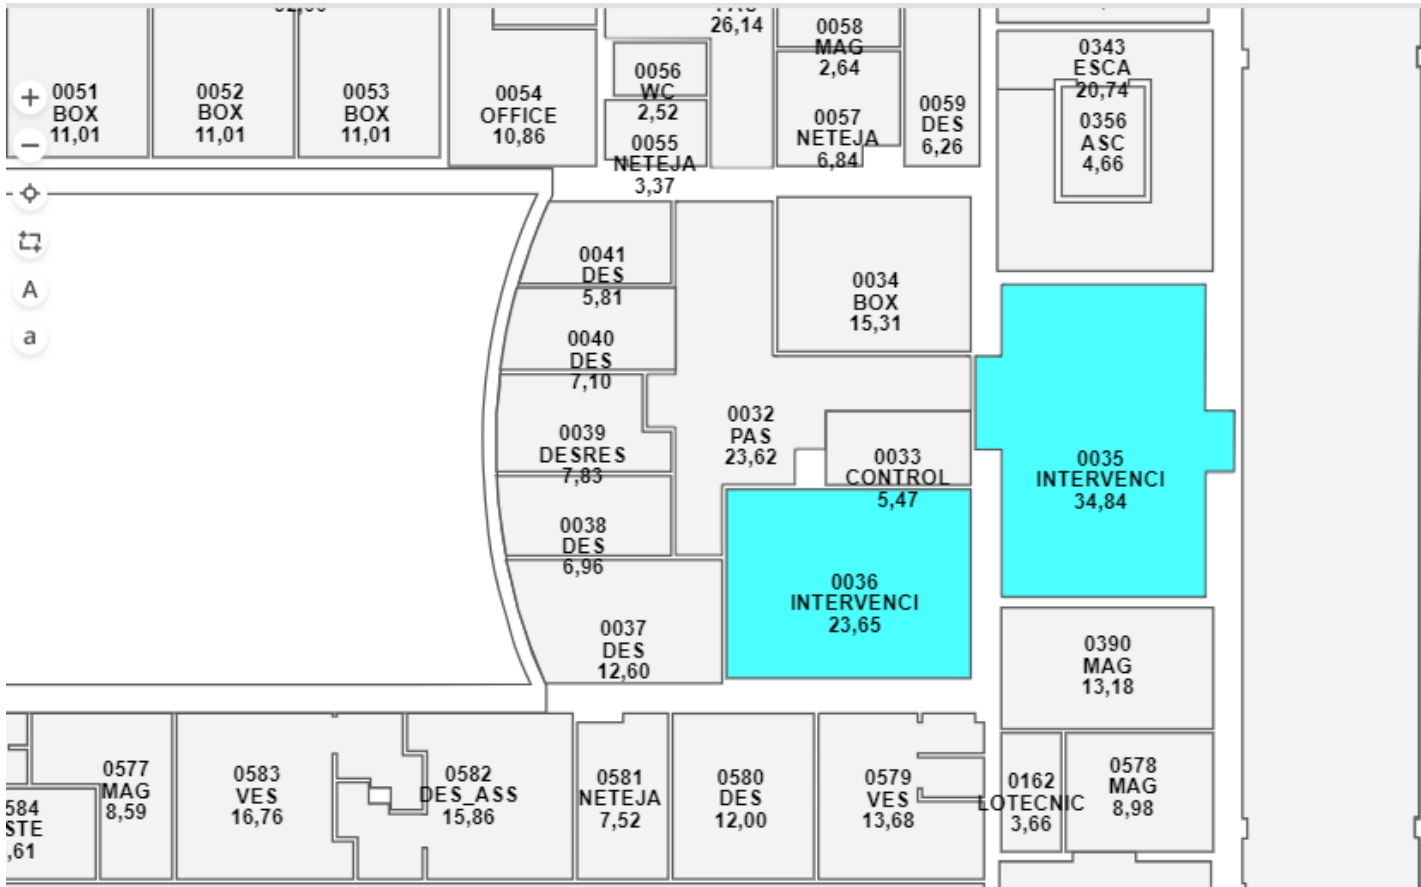 26,14
0058
MAG
2,64
0343
ESCA
20,74
0051
BOX
11,01
0052
BOX
11,01
0053
BOX
11,01
0054
OFFICE
10,86
0056
WC
2,52
0055
NETEJA
3,37
0057
NETEJA
6,84
0059
DES
6,26
0356
ASC
4,66
A
a
0041
DES
5,81
0040
DES
7,10
0034
BOX
15,31
0039
DESRES
7,83
0032
PAS
23,62
0033
CONTROL
5,47
0035
INTERVENCI
34,84
0038
DES
6,96
0036
INTERVENCI
23,65
0037
DES
12,60
0390
MAG
13,18
584
STE
,61
0577
MAG
8,59
0583
VES
16,76
0582
DES_ASS
15,86
0581
NETEJA
7,52
0580
DES
12,00
0579
VES
13,68
0162
LOTECNIC
3,66
0578
MAG
8,98